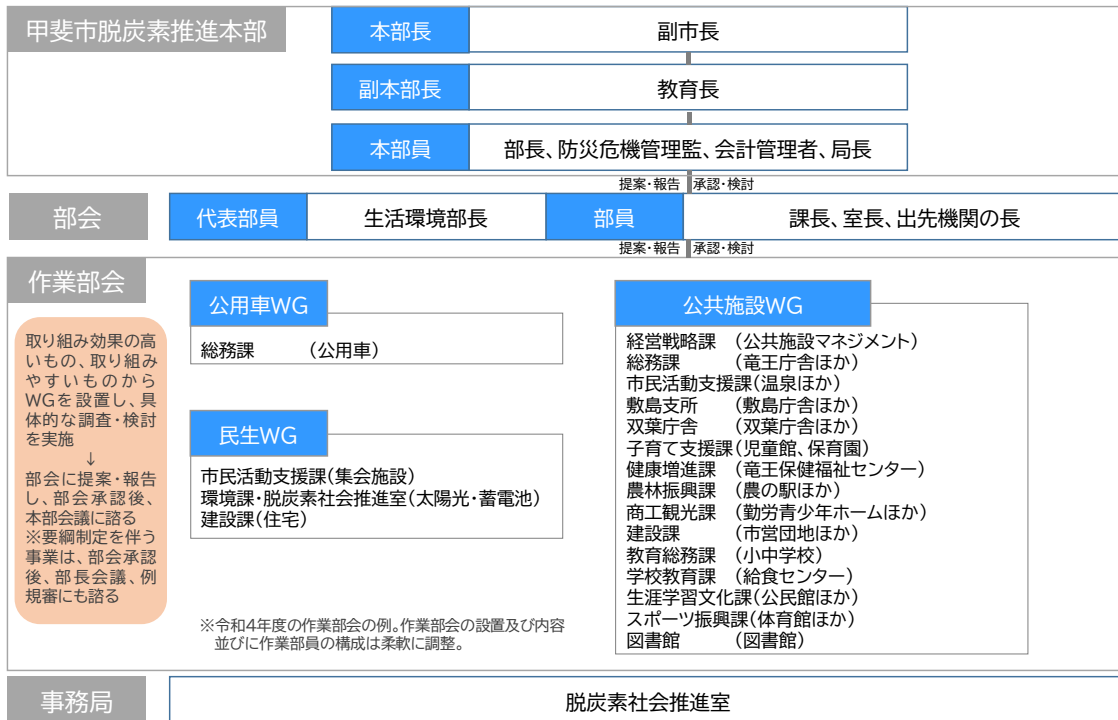 甲斐市脱炭素推進本部
本部長 副市長
副本部長 教育長
本部員 部長、防災危機管理監、会計管理者、局長
提案・報告 承認・検討
部会 代表部員 生活環境部長 部員 課長、室長、出先機関の長
提案・報告 承認・検討
作業部会
取り組み効果の高
いもの、取り組み
やすいものから
WGを設置し、具
体的な調査・検討
を実施
↓
部会に提案・報告
し、部会承認後、
本部会議に諮る
※要綱制定を伴う
事業は、部会承認
後、部長会議、例
規審にも諮る
公用車WG
総務課 （公用車）
民生WG
市民活動支援課(集会施設)
環境課・脱炭素社会推進室(太陽光・蓄電池)
建設課(住宅)
※令和4年度の作業部会の例。作業部会の設置及び内容
並びに作業部員の構成は柔軟に調整。
公共施設WG
経営戦略課 （公共施設マネジメント）
総務課 （竜王庁舎ほか）
市民活動支援課(温泉ほか)
敷島支所 （敷島庁舎ほか）
双葉庁舎 （双葉庁舎ほか）
子育て支援課(児童館、保育園)
健康増進課 （竜王保健福祉センター）
農林振興課 （農の駅ほか）
商工観光課 （勤労青少年ホームほか）
建設課 （市営団地ほか）
教育総務課 （小中学校）
学校教育課 （給食センター）
生涯学習文化課(公民館ほか)
スポーツ振興課(体育館ほか)
図書館 （図書館）
事務局 脱炭素社会推進室